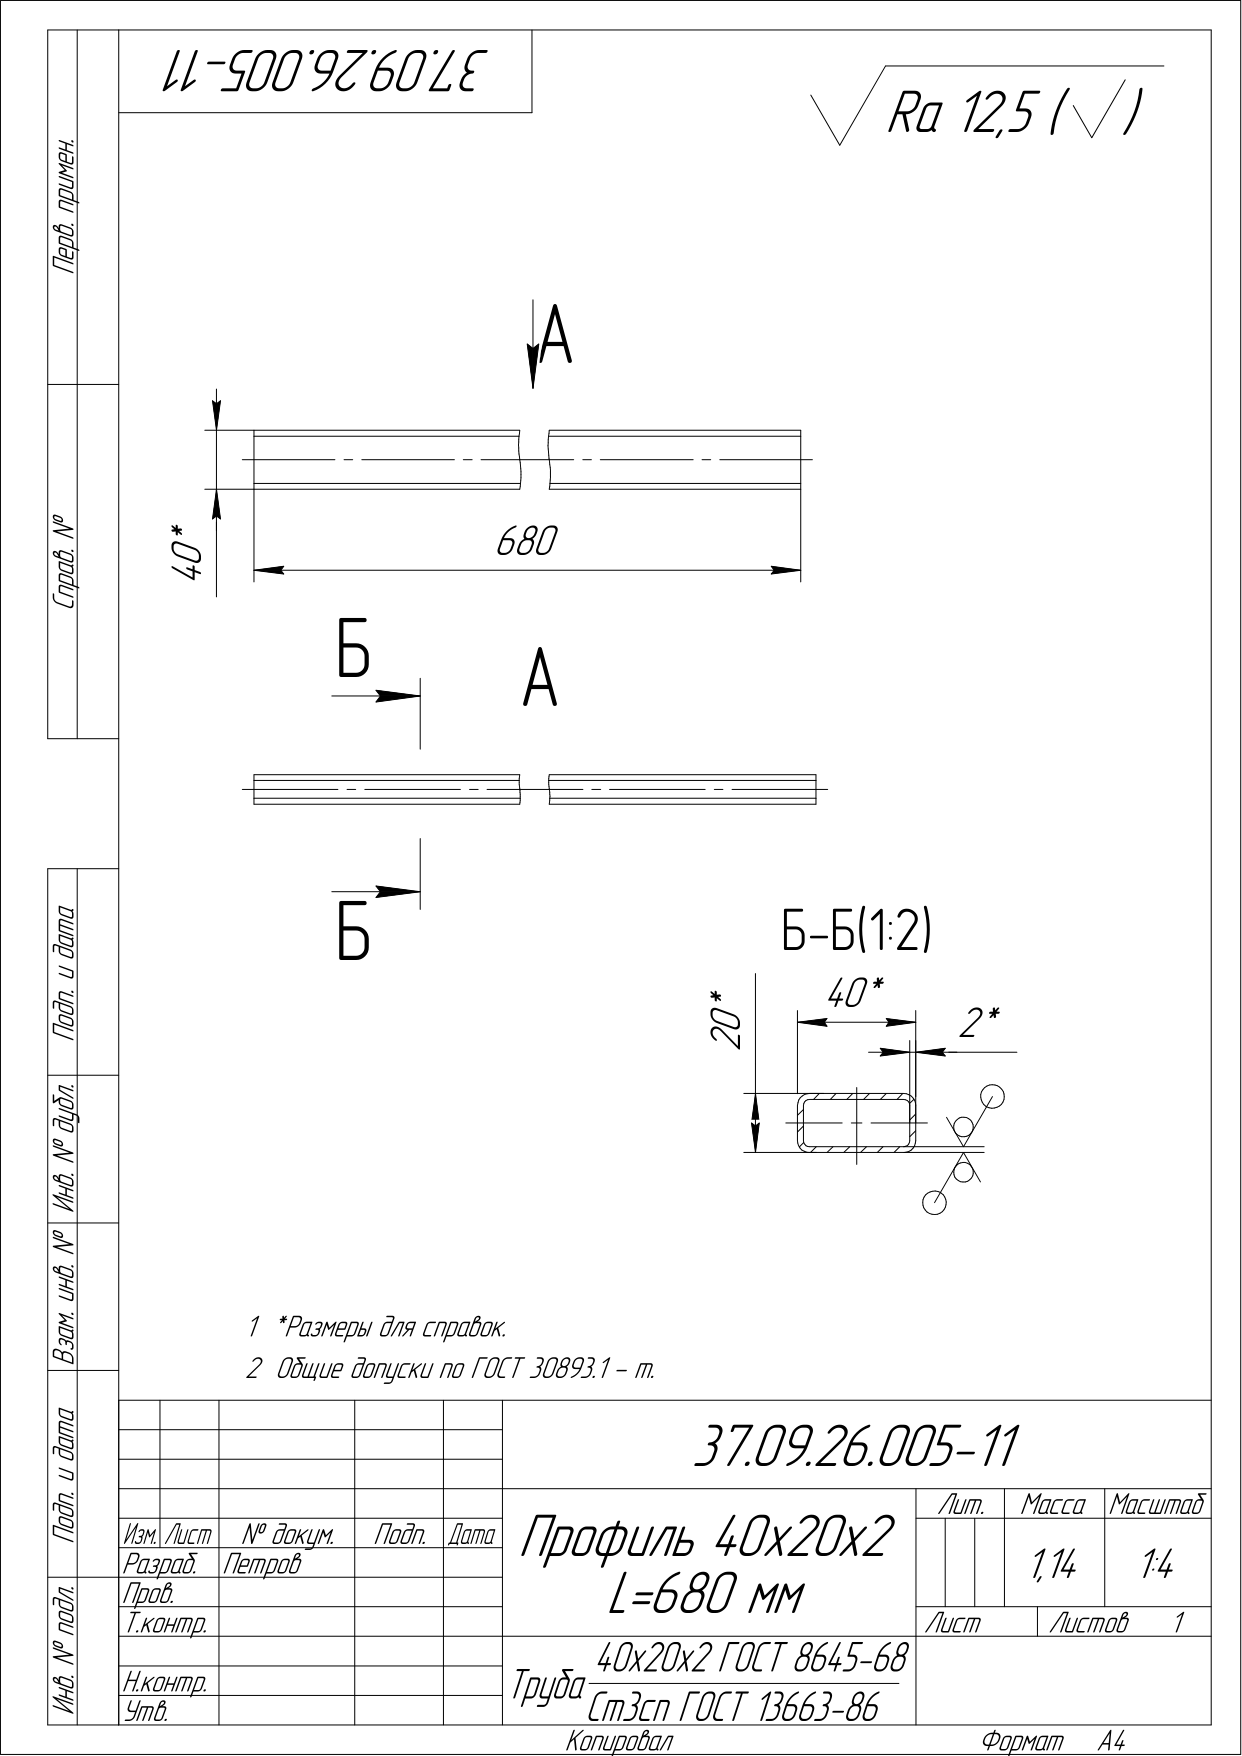 37.09.26.005-11
Ra 12,5 (√)
Перв. примен.
Справ. №
Подп. и дата
Инв. № дубл.
Взам. инв. №
Подп. и дата
Инв. № подл.
А
40*
680
Б
А
Б
Б-Б(1:2)
20*
40*
2*
1 *Размеры для справок.
2 Общие допуски по ГОСТ 30893.1 - m.
37.09.26.005-11
Изм. Лист № докум. Подп. Дата
Разраб. Петров
Пров.
Т.контр.
Н.контр.
Утв.
Профиль 40х20х2
L=680 мм
Лит. Масса Масштаб
1,14 1:4
Лист Листов 1
Труба 40х20х2 ГОСТ 8645-68
Ст3сп ГОСТ 13663-86
Копировал Формат А4